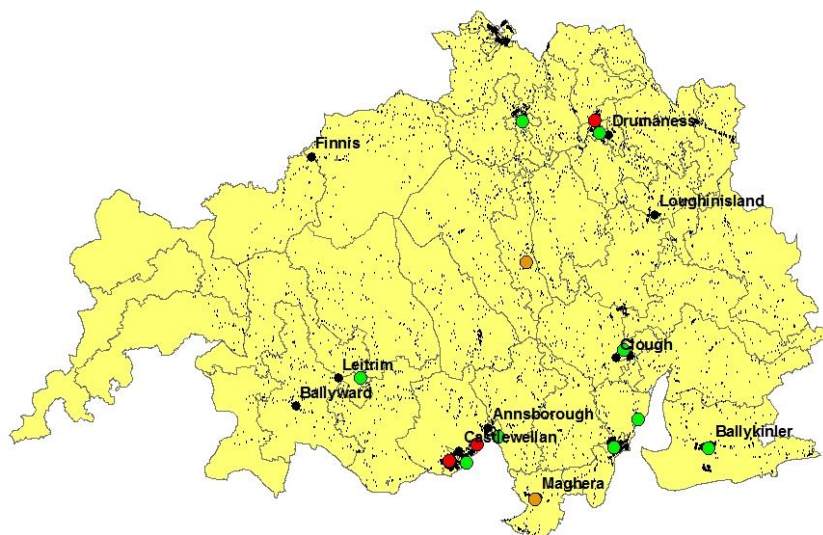 Drumaness
Finnis
Loughinisland
Clough
Leitrim
Ballyward
Annsborough
Castlewellan
Ballykinler
Maghera